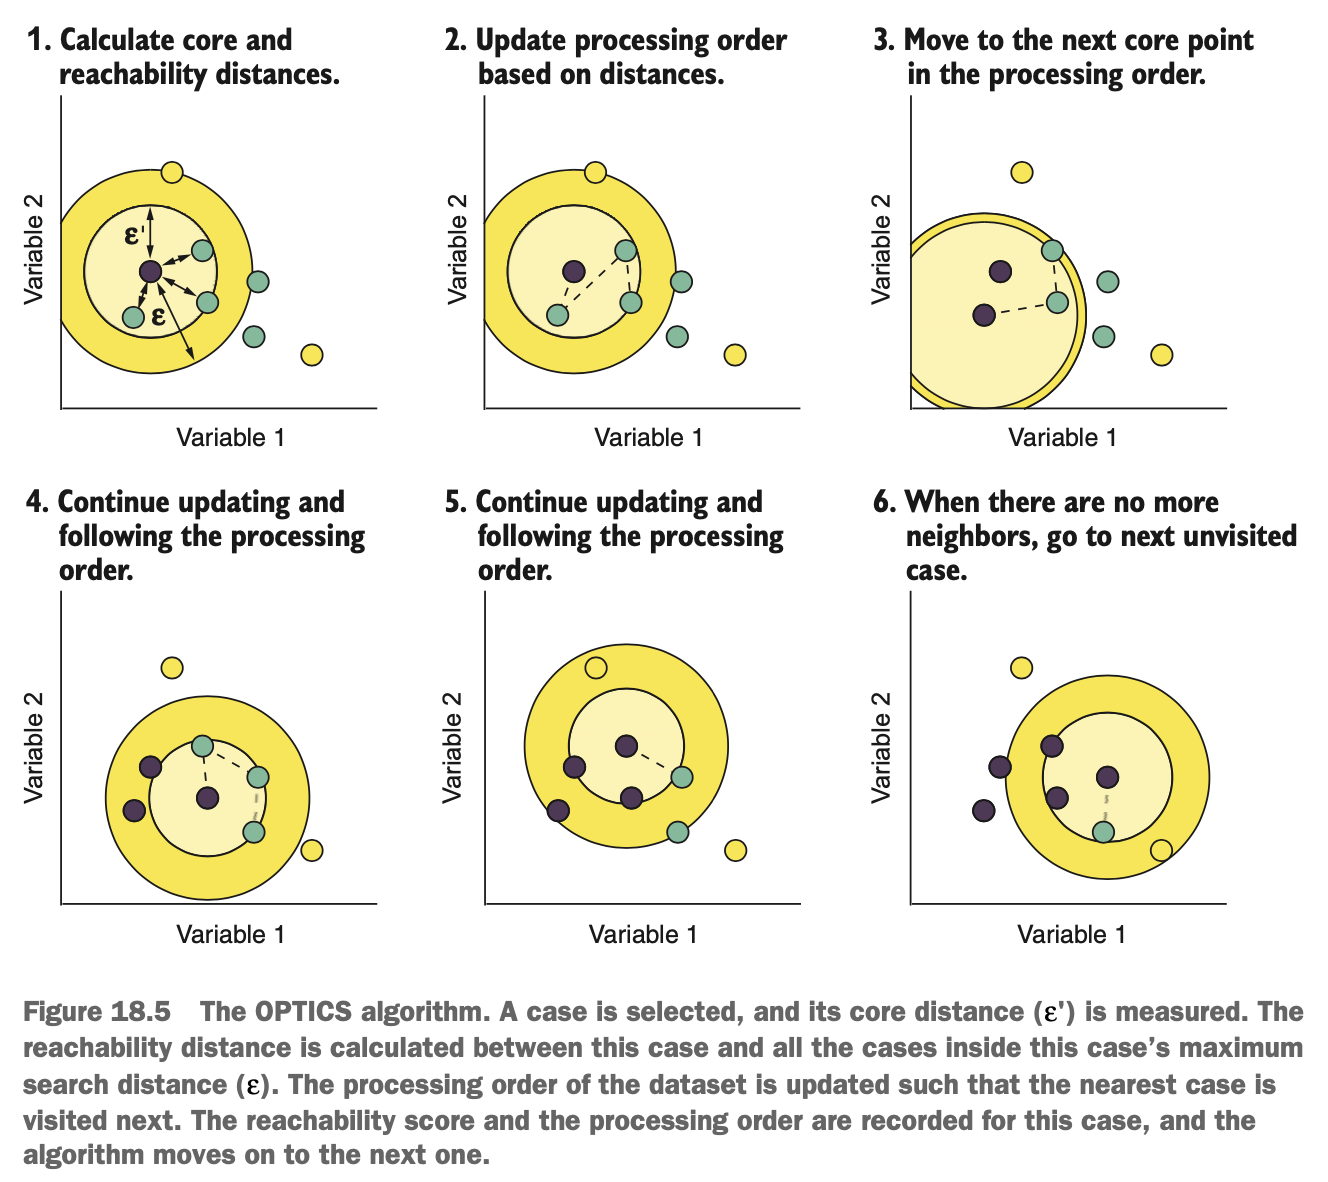 1. Calculate core and
reachability distances.
2. Update processing order
based on distances.
3. Move to the next core point
in the processing order.
Variable 2
ε'
ε
Variable 1
Variable 2
Variable 1
Variable 2
Variable 1
4. Continue updating and
following the processing
order.
5. Continue updating and
following the processing
order.
6. When there are no more
neighbors, go to next unvisited
case.
Variable 2
Variable 1
Variable 2
Variable 1
Variable 2
Variable 1
Figure 18.5 The OPTICS algorithm. A case is selected, and its core distance (ε') is measured. The
reachability distance is calculated between this case and all the cases inside this case's maximum
search distance (ε). The processing order of the dataset is updated such that the nearest case is
visited next. The reachability score and the processing order are recorded for this case, and the
algorithm moves on to the next one.